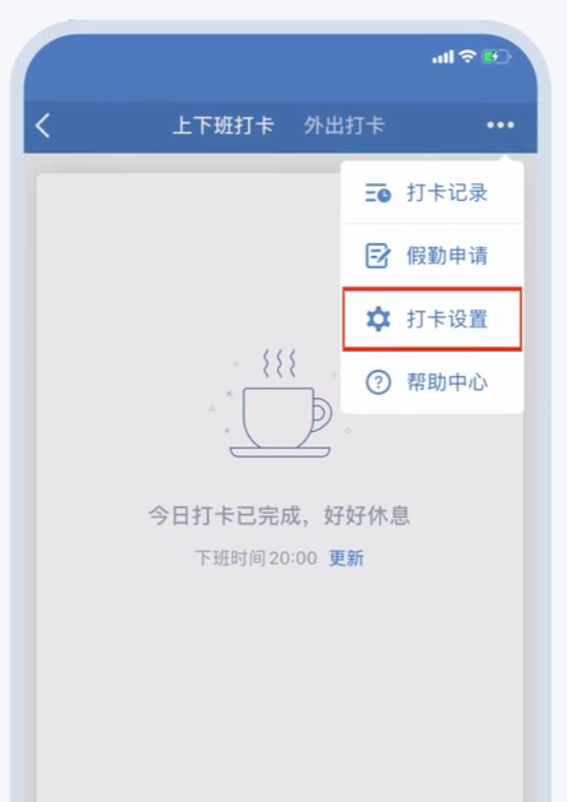 上下班打卡 外出打卡
打卡记录
假勤申请
打卡设置
帮助中心
今日打卡已完成，好好休息
下班时间20:00 更新